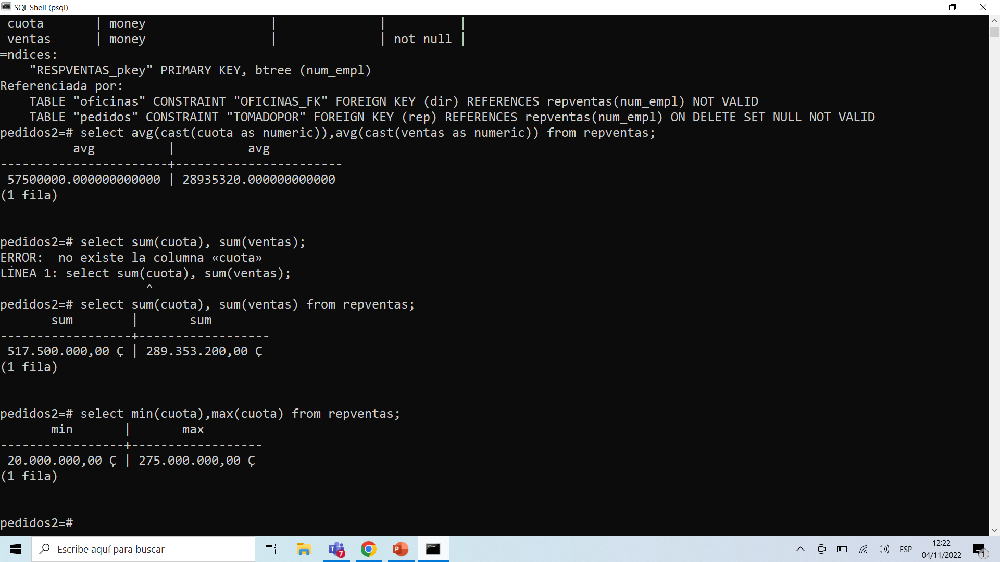 SQL Shell (psql)
cuota | money | | |
ventas | money | | not null |
═ndices:
"RESPVENTAS_pkey" PRIMARY KEY, btree (num_empl)
Referenciada por:
TABLE "oficinas" CONSTRAINT "OFICINAS_FK" FOREIGN KEY (dir) REFERENCES repventas(num_empl) NOT VALID
TABLE "pedidos" CONSTRAINT "TOMADOPOR" FOREIGN KEY (rep) REFERENCES repventas(num_empl) ON DELETE SET NULL NOT VALID
pedidos2=# select avg(cast(cuota as numeric)),avg(cast(ventas as numeric)) from repventas;
avg | avg
-----------------------+-----------------------
57500000.000000000000 | 28935320.000000000000
(1 fila)
pedidos2=# select sum(cuota), sum(ventas);
ERROR:  no existe la columna «cuota»
LÍNEA 1: select sum(cuota), sum(ventas);
^
pedidos2=# select sum(cuota), sum(ventas) from repventas;
sum | sum
------------------+------------------
517.500.000,00 Ç | 289.353.200,00 Ç
(1 fila)
pedidos2=# select min(cuota),max(cuota) from repventas;
min | max
-----------------+------------------
20.000.000,00 Ç | 275.000.000,00 Ç
(1 fila)
pedidos2=#
Escribe aquí para buscar
T 7
P
ESP
12:22
04/11/2022
1